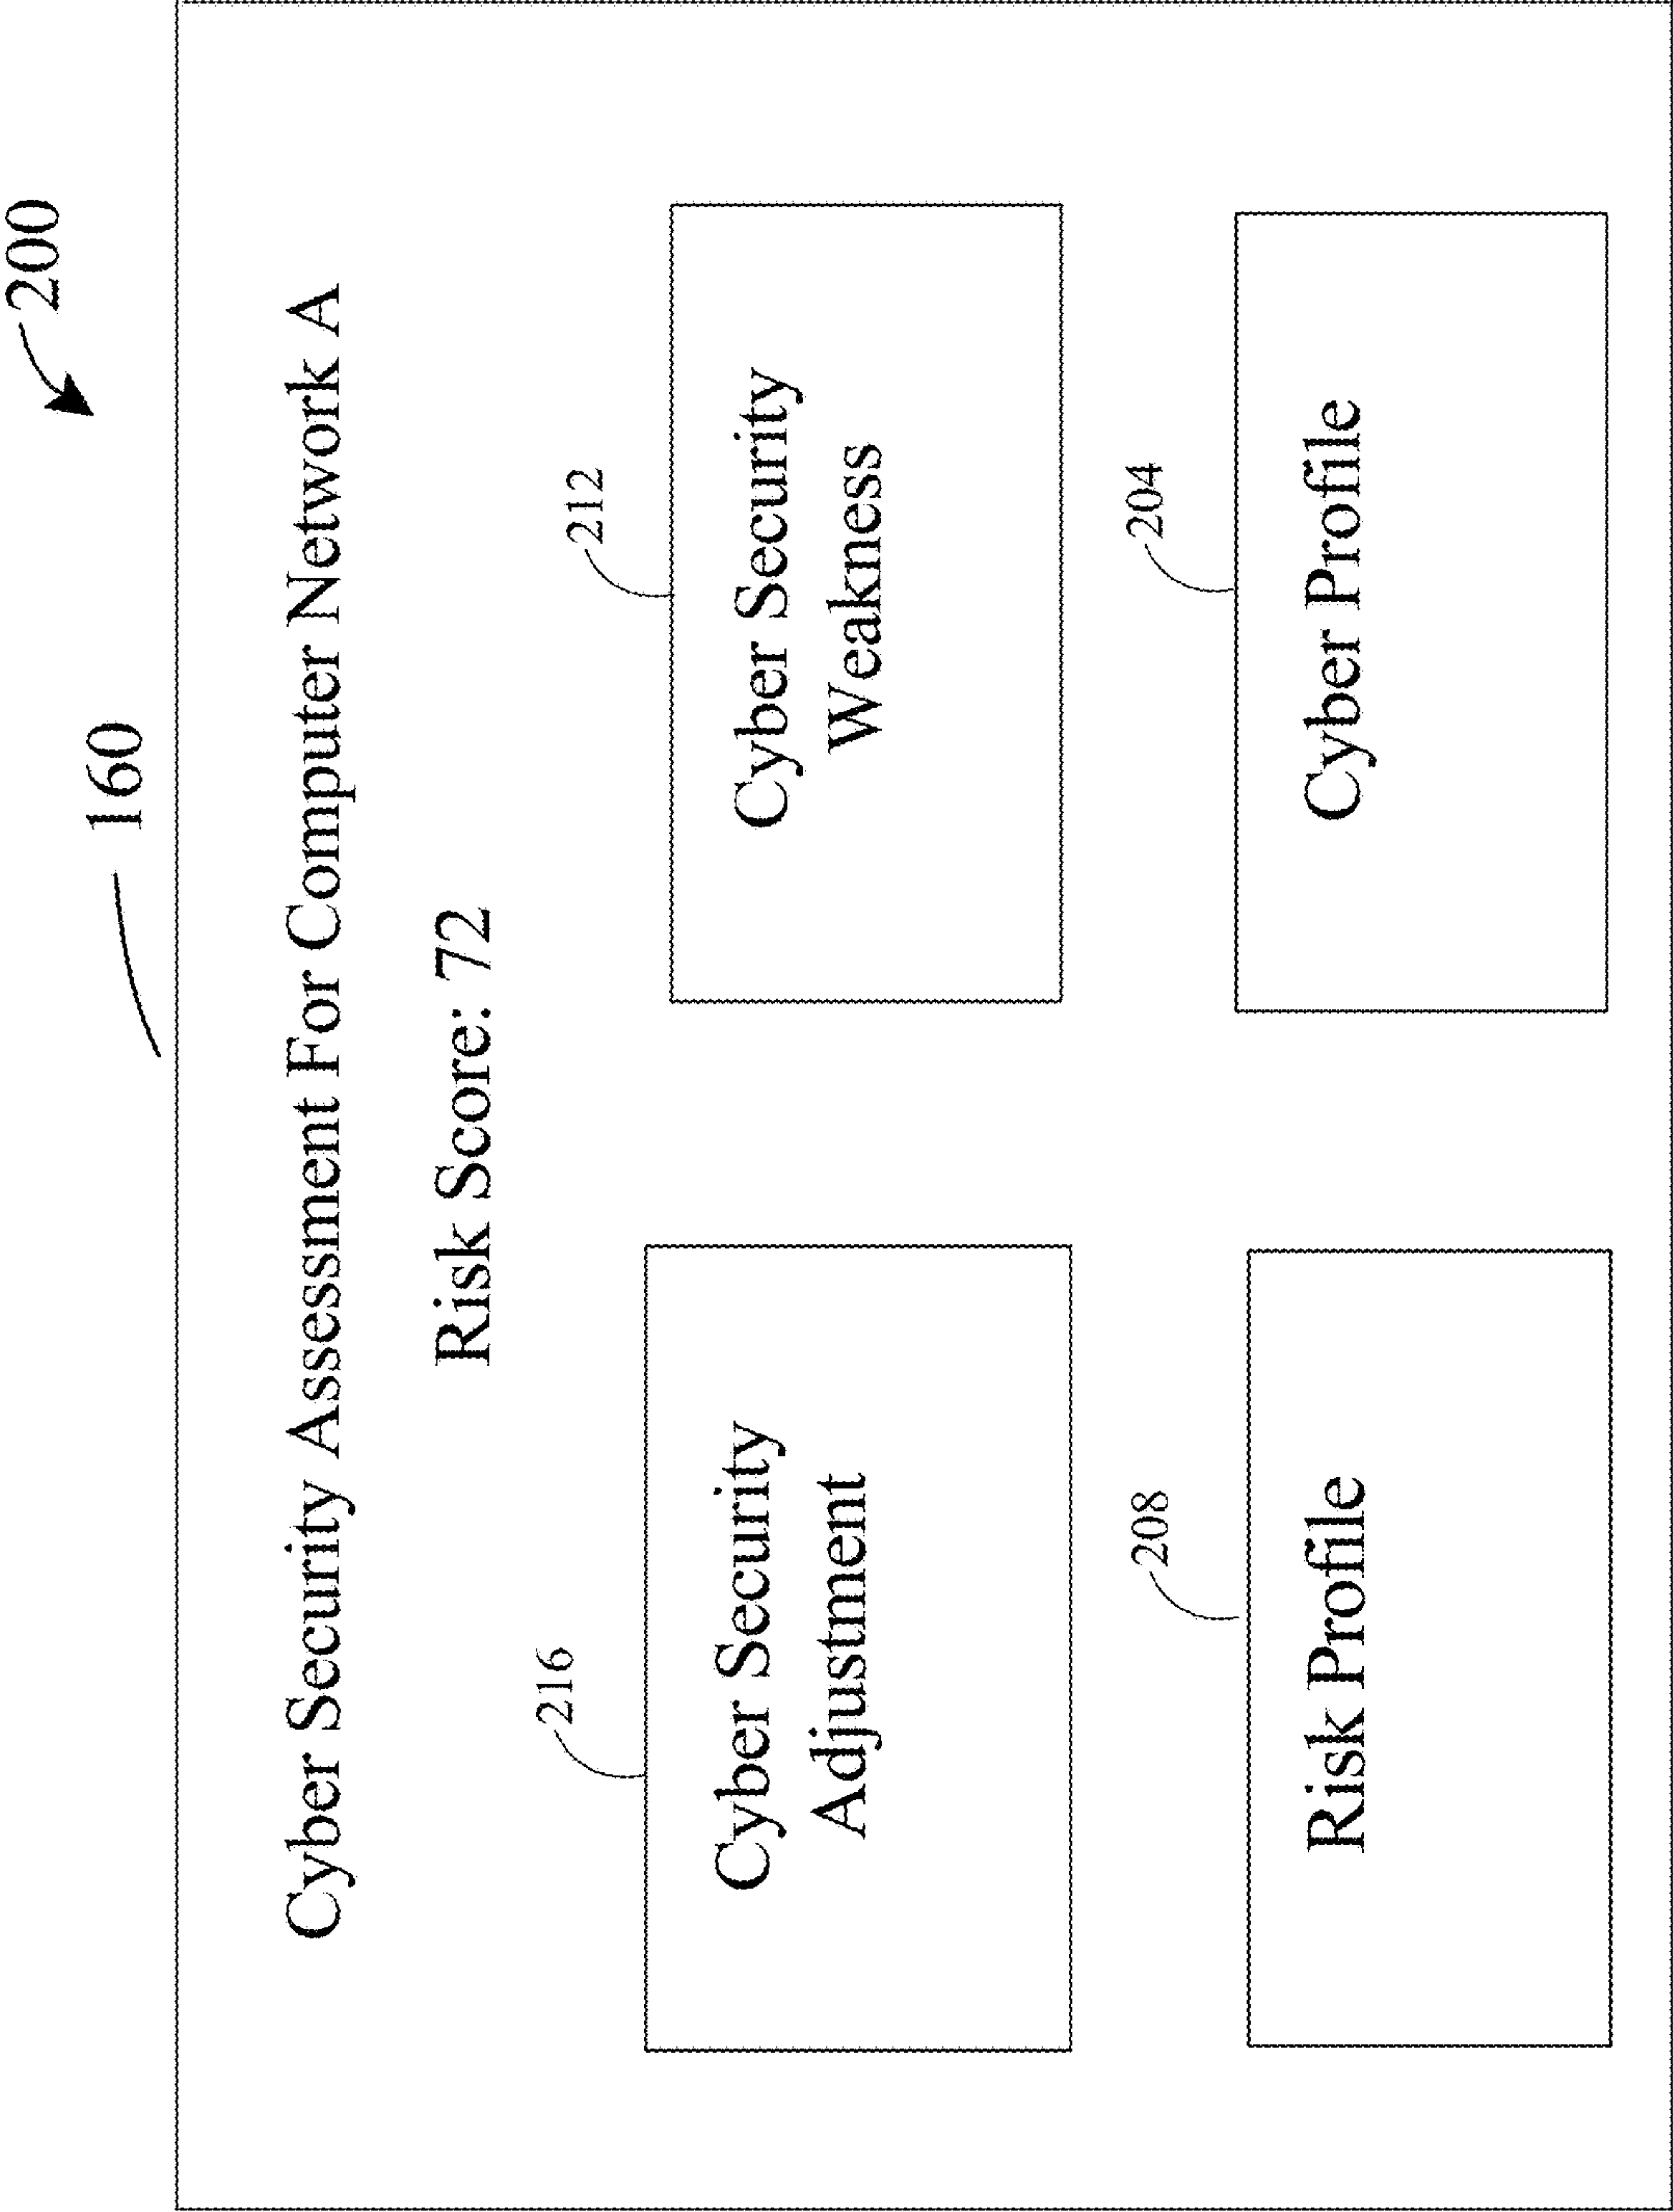 200
160
Cyber Security Assessment For Computer Network A
Risk Score: 72
216
Cyber Security
Adjustment
212
Cyber Security
Weakness
208
Risk Profile
204
Cyber Profile